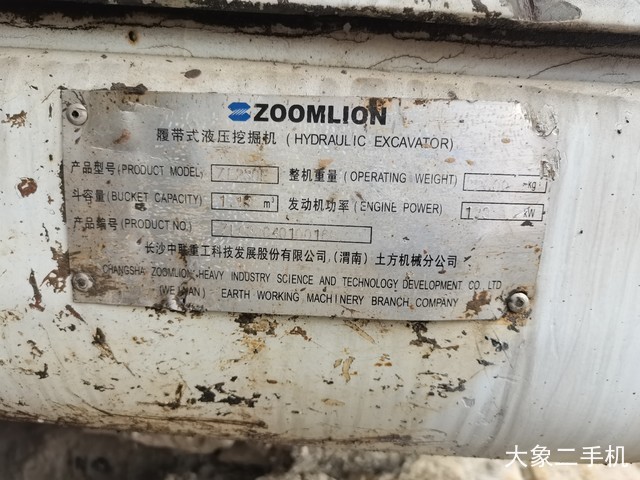 ZOOMLION
履带式液压挖掘机 (HYDRAULIC EXCAVATOR)
产品型号(PRODUCT MODEL) 整机重量(OPERATING WEIGHT) kg
斗容量(BUCKET CAPACITY) m³ 发动机功率(ENGINE POWER) kW
产品编号(PRODUCT NO.)
长沙中联重工科技发展股份有限公司,(渭南)土方机械分公司
CHANGSHA ZOOMLION HEAVY INDUSTRY SCIENCE AND TECHNOLOGY DEVELOPMENT CO LTD
(WEINAN) EARTH WORKING MACHINERY BRANCH COMPANY
大象二手机